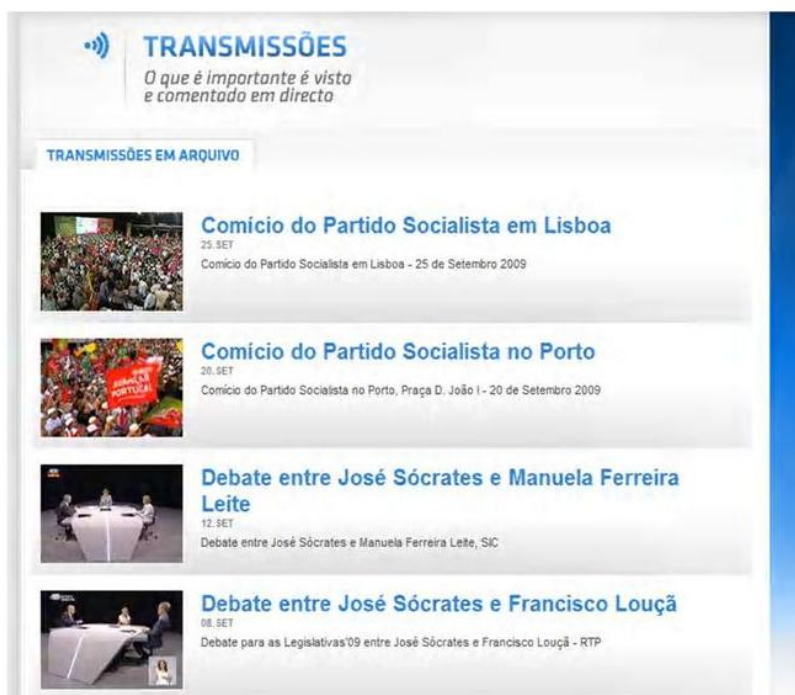 TRANSMISSÕES
O que é importante é visto
e comentado em directo
TRANSMISSÕES EM ARQUIVO
Comício do Partido Socialista em Lisboa
25.SET
Comício do Partido Socialista em Lisboa - 25 de Setembro 2009
Comício do Partido Socialista no Porto
20.SET
Comício do Partido Socialista no Porto, Praça D. João I - 20 de Setembro 2009
AVANÇAR
PORTUGAL
Debate entre José Sócrates e Manuela Ferreira
Leite
12.SET
Debate entre José Sócrates e Manuela Ferreira Leite, SIC
Debate entre José Sócrates e Francisco Louçã
08.SET
Debate para as Legislativas'09 entre José Sócrates e Francisco Louçã - RTP